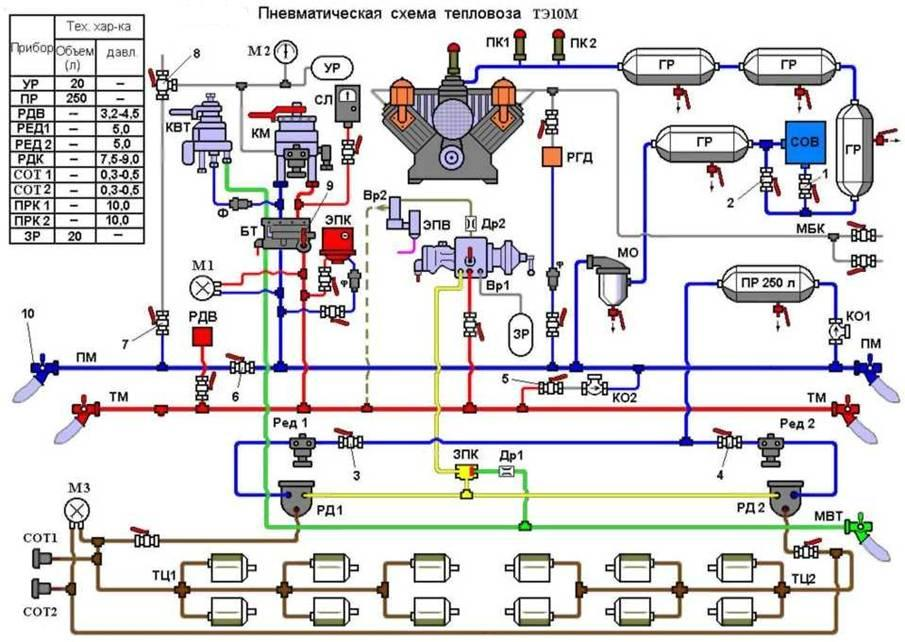 Пневматическая схема тепловоза ТЭ10М
Прибор Тех. хар-ка
Объем (л) давл.
УР 20 –
ПР 250 –
РДВ – 3,2-4,5
РЕД1 – 5,0
РЕД 2 – 5,0
РДК – 7,5-9,0
СОТ 1 – 0,3-0,5
СОТ 2 – 0,3-0,5
ПРК 1 – 10,0
ПРК 2 – 10,0
ЗР 20 –
8
М2
УР
СЛ
КВТ
КМ
ПК1
ПК2
ГР
ГР
ГР
ГР
СОВ
1
2
РГД
МБК
9
Ф
БТ
ЭПК
Ф
Вр2
ЭПВ
Др2
Вр1
ЗР
Ф
МО
М1
РДВ
7
ПР 250 л
КО1
10
ПМ
6
5
КО2
ПМ
ТМ
ТМ
Ред 1
3
ЗПК
Др1
4
Ред 2
РД1
РД 2
МВТ
М3
СОТ1
СОТ2
ТЦ1
ТЦ2